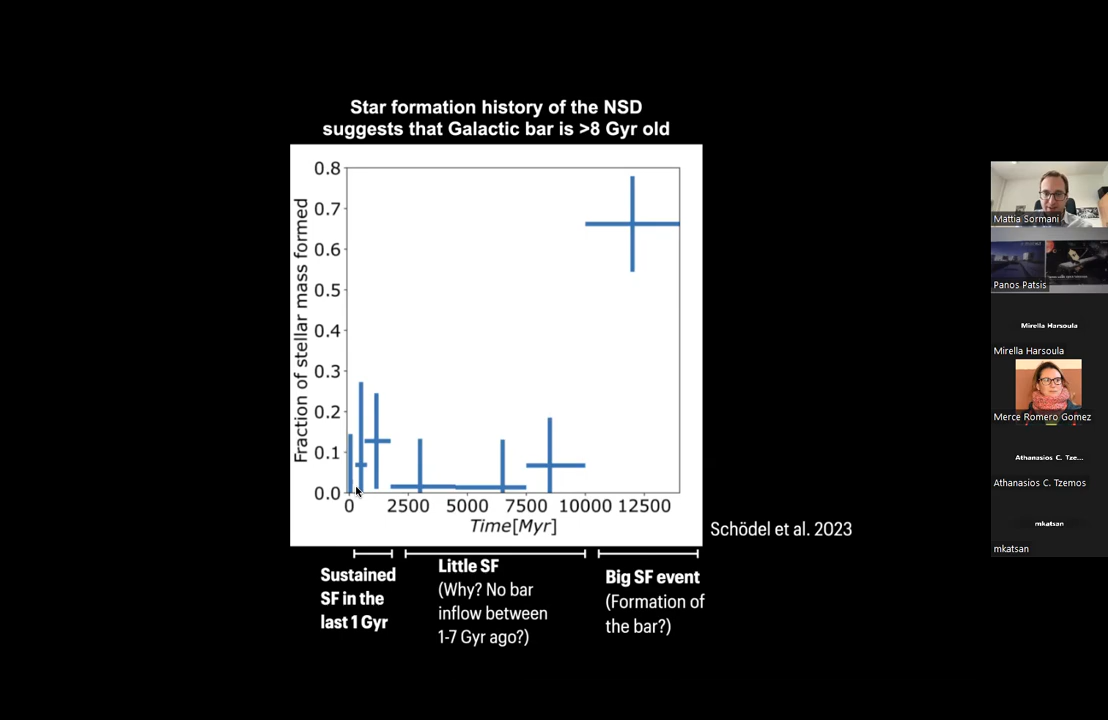 Star formation history of the NSD
suggests that Galactic bar is >8 Gyr old
Fraction of stellar mass formed
0.8
0.7
0.6
0.5
0.4
0.3
0.2
0.1
0.0
0 2500 5000 7500 10000 12500
Time[Myr]
Schödel et al. 2023
Sustained
SF in the
last 1 Gyr
Little SF
(Why? No bar
inflow between
1-7 Gyr ago?)
Big SF event
(Formation of
the bar?)
Mattia Sormani
Panos Patsis
Mirella Harsoula
Mirella Harsoula
Merce Romero Gomez
Athanasios C. Tze...
Athanasios C. Tzemos
mkatsan
mkatsan